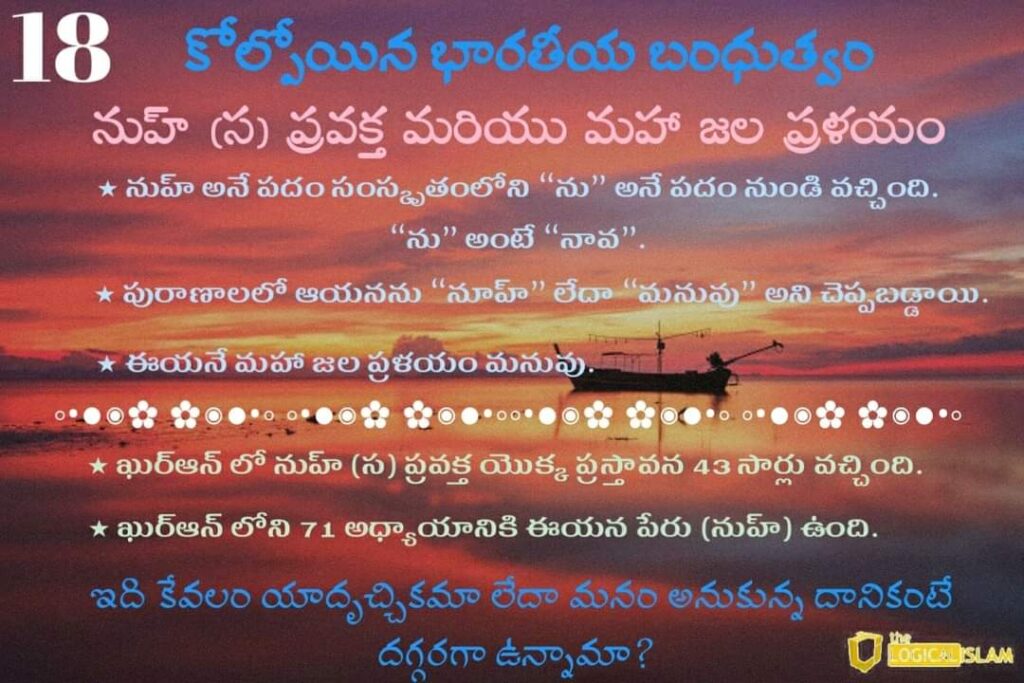 18
కోల్పోయిన భారతీయ బంధుత్వం
నుహ్ (స) ప్రవక్త మరియు మహా జల ప్రళయం
★ నుహ్ అనే పదం సంస్కృతంలోని “ను” అనే పదం నుండి వచ్చింది.
“ను” అంటే “నావ”.
★ పురాణాలలో ఆయనను “నూహ్” లేదా “మనువు” అని చెప్పబడ్డాయి.
★ ఈయనే మహా జల ప్రళయం మనువు.
★ ఖుర్ఆన్ లో నుహ్ (స) ప్రవక్త యొక్క ప్రస్తావన 43 సార్లు వచ్చింది.
★ ఖుర్ఆన్ లోని 71 అధ్యాయానికి ఈయన పేరు (నుహ్) ఉంది.
ఇది కేవలం యాదృచ్చికమా లేదా మనం అనుకున్న దానికంటే
దగ్గరగా ఉన్నామా?
the
LOGICAL ISLAM